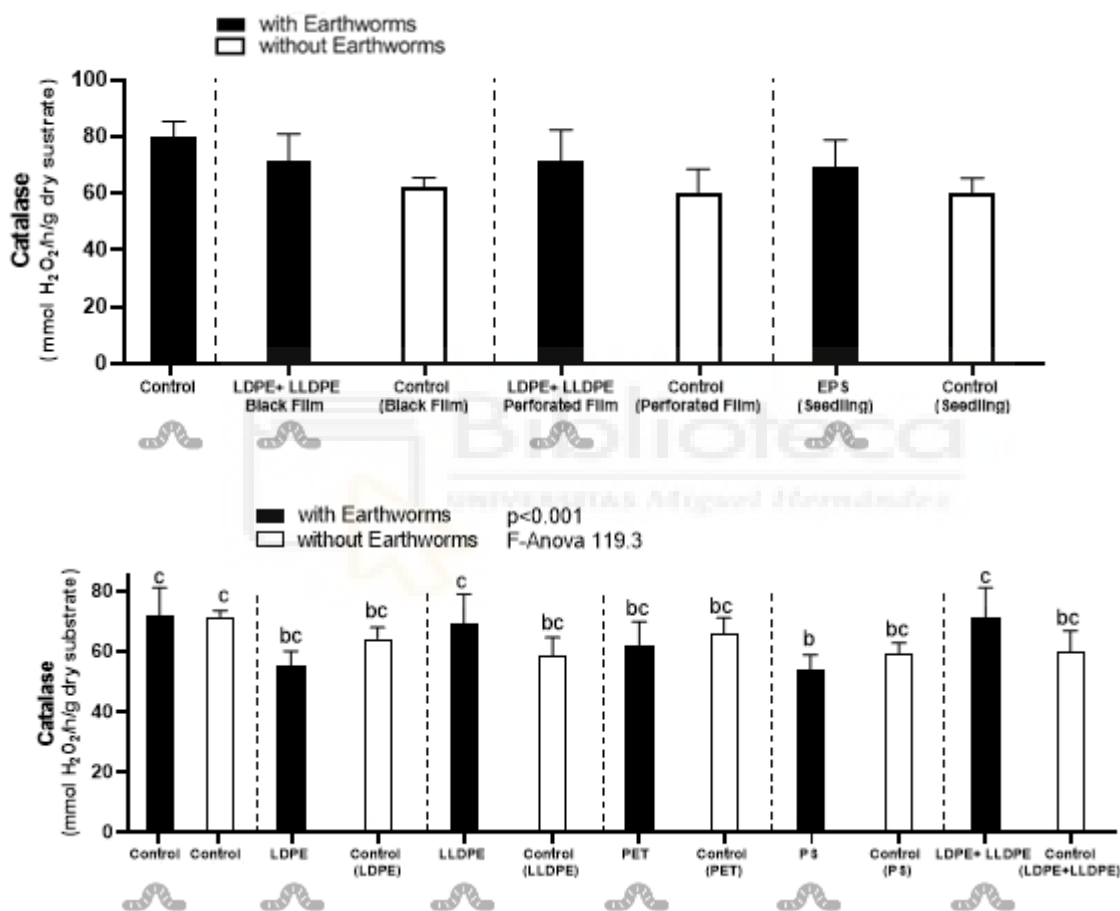 with Earthworms
without Earthworms
Catalase
(mmol H₂O₂/h/g dry sustrate)
100
80
60
40
20
0
Control
LDPE+ LLDPE
Black Film
Control
(Black Film)
LDPE+ LLDPE
Perforated Film
Control
(Perforated Film)
EPS
(Seedling)
Control
(Seedling)
Biblioteca
UNIVERSITAS Miguel Hernández
with Earthworms
without Earthworms
p<0.001
F-Anova 119.3
Catalase
(mmol H₂O₂/h/g dry substrate)
80
60
40
20
0
c
c
bc
bc
c
bc
bc
bc
b
bc
c
bc
Control
Control
LDPE
Control
(LDPE)
LLDPE
Control
(LLDPE)
PET
Control
(PET)
PS
Control
(PS)
LDPE+ LLDPE
Control
(LDPE+LLDPE)